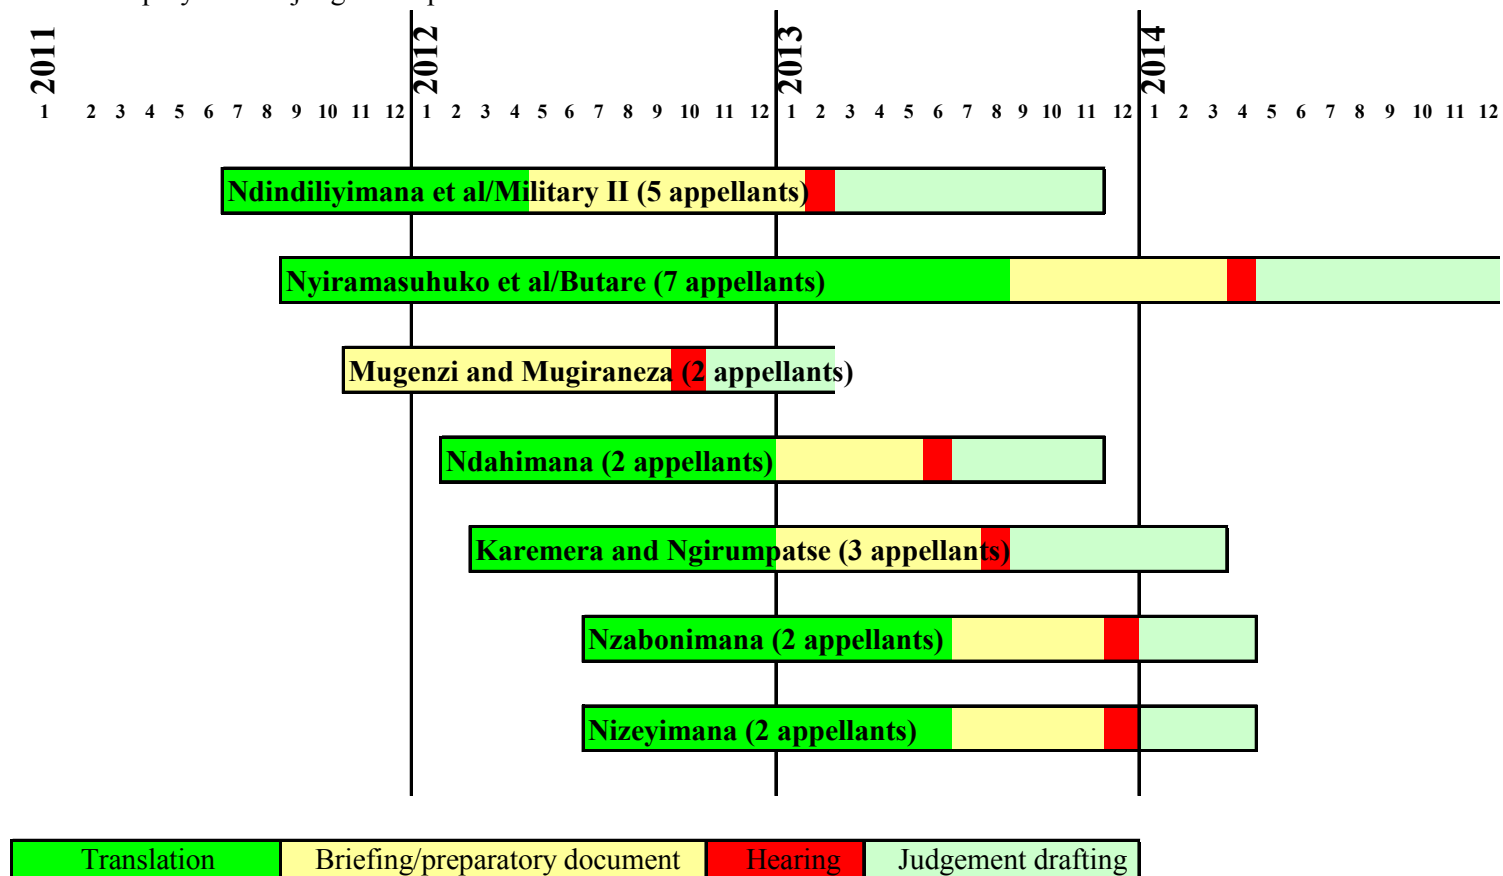 2011 2012 2013 2014
1 2 3 4 5 6 7 8 9 10 11 12 1 2 3 4 5 6 7 8 9 10 11 12 1 2 3 4 5 6 7 8 9 10 11 12 1 2 3 4 5 6 7 8 9 10 11 12
Ndindiliyimana et al/Military II (5 appellants)
Nyiramasuhuko et al/Butare (7 appellants)
Mugenzi and Mugiraneza (2 appellants)
Ndahimana (2 appellants)
Karemera and Ngirumpatse (3 appellants)
Nzabonimana (2 appellants)
Nizeyimana (2 appellants)
Translation Briefing/preparatory document Hearing Judgement drafting